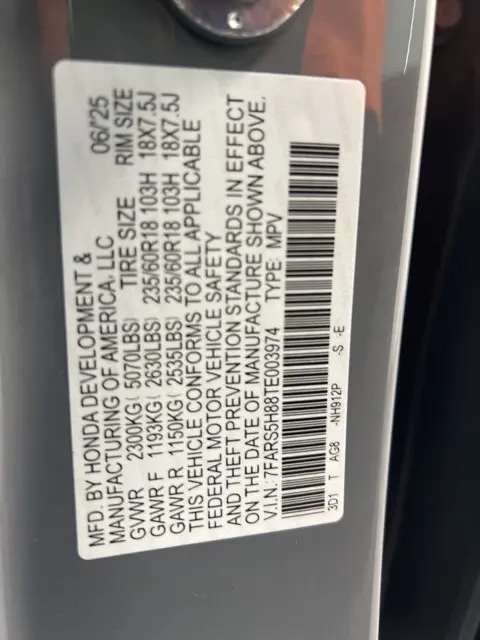 MFD. BY HONDA DEVELOPMENT & 06/'25
MANUFACTURING OF AMERICA, LLC
GVWR 2300KG( 5070LBS) TIRE SIZE RIM SIZE
GAWR F 1193KG( 2630LBS) 235/60R18 103H 18X7.5J
GAWR R 1150KG( 2535LBS) 235/60R18 103H 18X7.5J
THIS VEHICLE CONFORMS TO ALL APPLICABLE
FEDERAL MOTOR VEHICLE SAFETY
AND THEFT PREVENTION STANDARDS IN EFFECT
ON THE DATE OF MANUFACTURE SHOWN ABOVE.
V.I.N.: 7FARS5H88TE003974 TYPE: MPV
3D1 T AG8 -NH912P -S -E